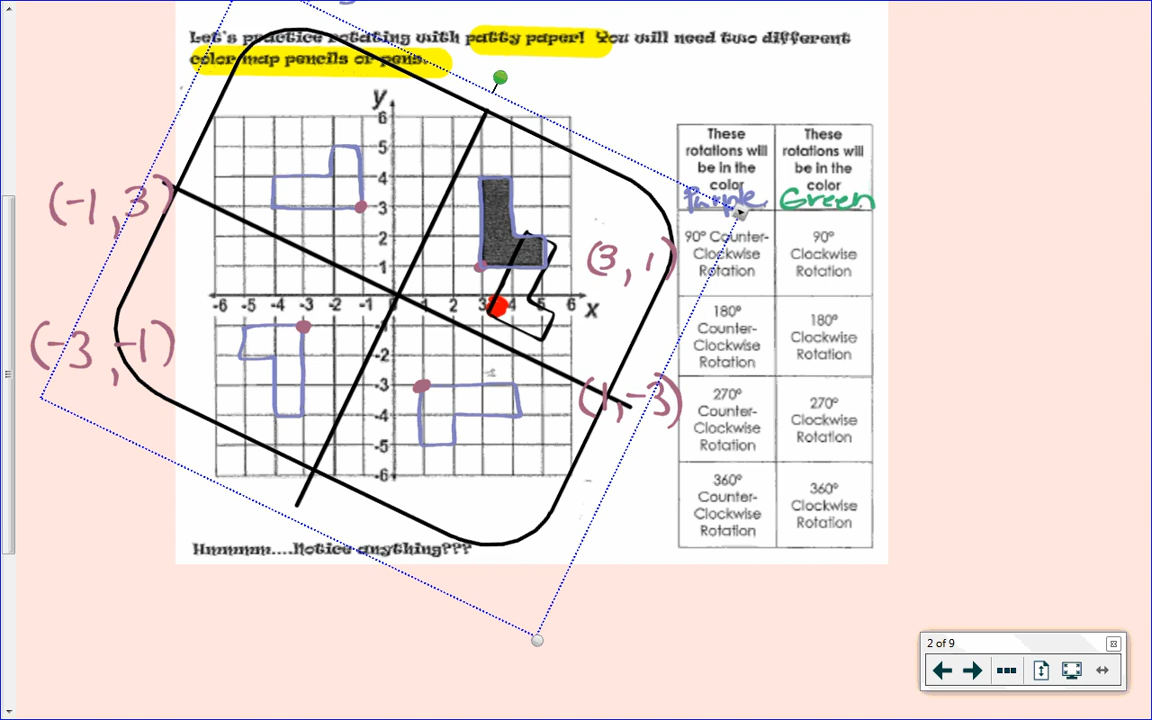 Let's practice rotating with patty paper! You will need two different
color map pencils or pens.
y
6
5
4
3
2
1
-6 -5 -4 -3 -2 -1 0 1 2 3 4 5 6 x
-1
-2
-3
-4
-5
-6
(-1, 3)
(3, 1)
(-3, -1)
(1, -3)
These
rotations will
be in the
color
Purple
These
rotations will
be in the
color
Green
90° Counter-
Clockwise
Rotation
90°
Clockwise
Rotation
180°
Counter-
Clockwise
Rotation
180°
Clockwise
Rotation
270°
Counter-
Clockwise
Rotation
270°
Clockwise
Rotation
360°
Counter-
Clockwise
Rotation
360°
Clockwise
Rotation
Hmmmm....Notice anything???
2 of 9